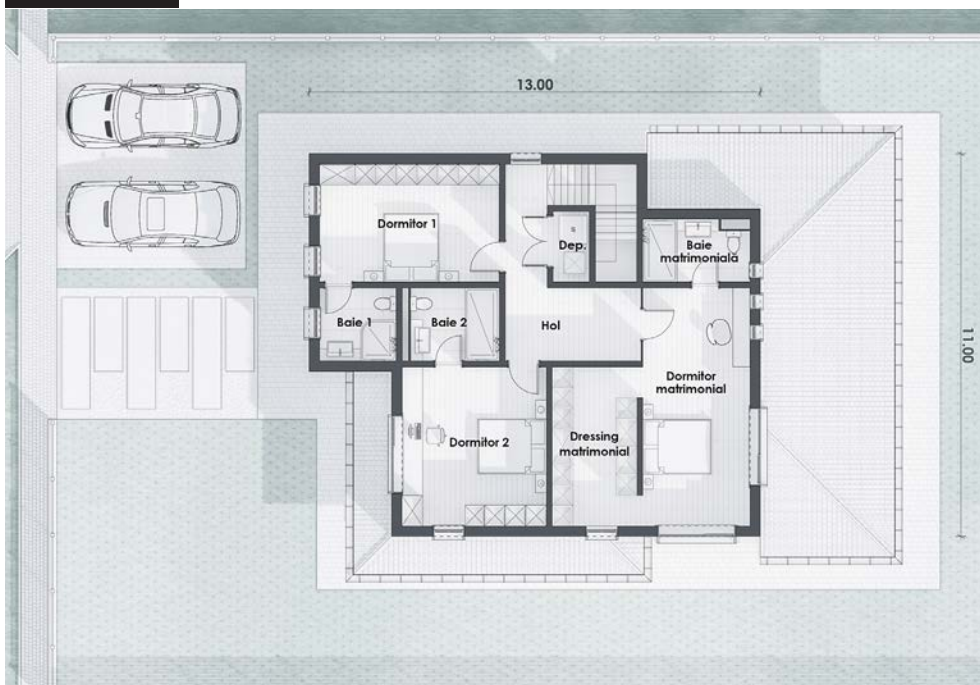 13.00
Dormitor 1
Dep.
Baie
matrimonială
Baie 1
Baie 2
Hol
11.00
Dormitor
matrimonial
Dormitor 2
Dressing
matrimonial